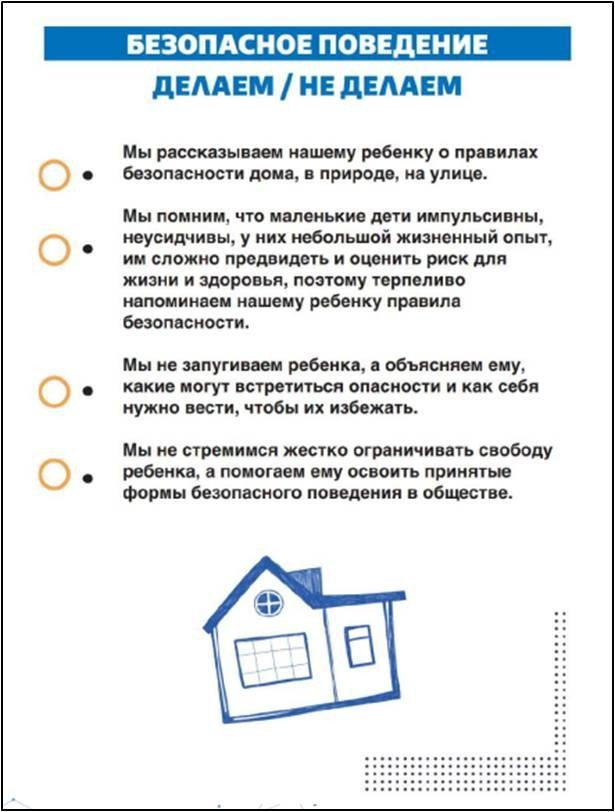 БЕЗОПАСНОЕ ПОВЕДЕНИЕ
ДЕЛАЕМ / НЕ ДЕЛАЕМ
Мы рассказываем нашему ребенку о правилах
безопасности дома, в природе, на улице.
Мы помним, что маленькие дети импульсивны,
неусидчивы, у них небольшой жизненный опыт,
им сложно предвидеть и оценить риск для
жизни и здоровья, поэтому терпеливо
напоминаем нашему ребенку правила
безопасности.
Мы не запугиваем ребенка, а объясняем ему,
какие могут встретиться опасности и как себя
нужно вести, чтобы их избежать.
Мы не стремимся жестко ограничивать свободу
ребенка, а помогаем ему освоить принятые
формы безопасного поведения в обществе.